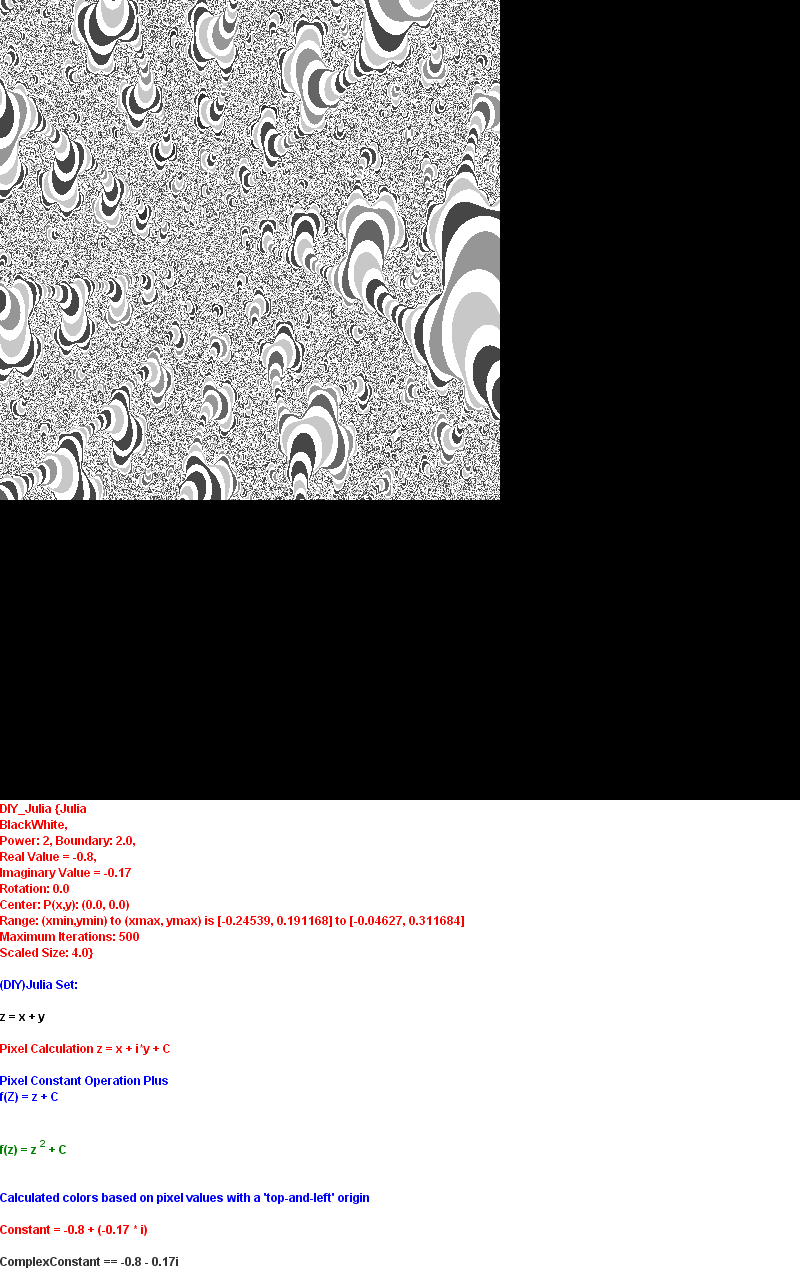 DIY_Julia {Julia
BlackWhite,
Power: 2, Boundary: 2.0,
Real Value = -0.8,
Imaginary Value = -0.17
Rotation: 0.0
Center: P(x,y): (0.0, 0.0)
Range: (xmin,ymin) to (xmax, ymax) is [-0.24539, 0.191168] to [-0.04627, 0.311684]
Maximum Iterations: 500
Scaled Size: 4.0}
(DIY)Julia Set:
z = x + y
Pixel Calculation z = x + i*y + C
Pixel Constant Operation Plus
f(Z) = z + C
f(z) = z ² + C
Calculated colors based on pixel values with a 'top-and-left' origin
Constant = -0.8 + (-0.17 * i)
ComplexConstant == -0.8 - 0.17i